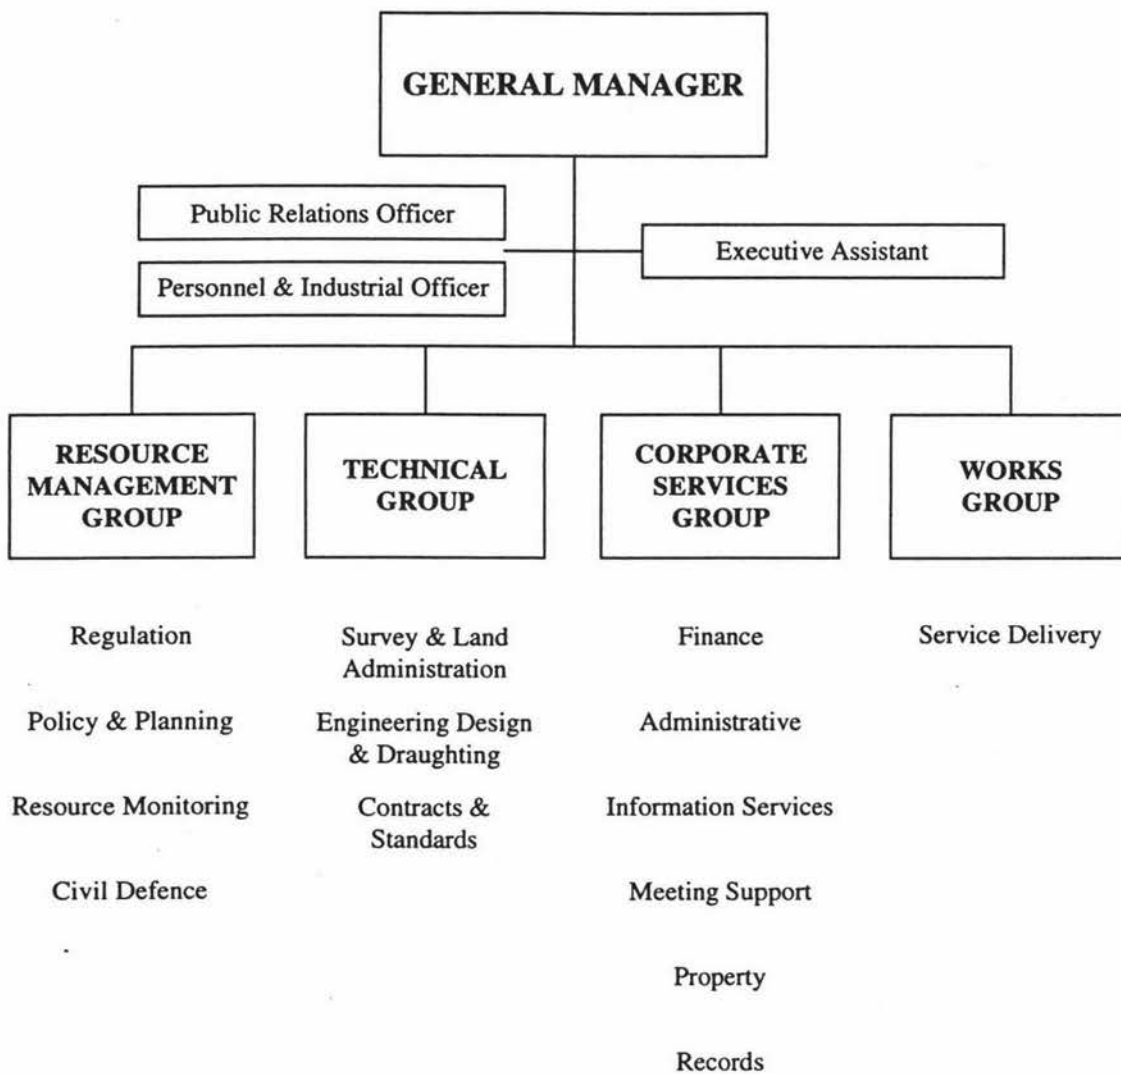 GENERAL MANAGER
Public Relations Officer
Executive Assistant
Personnel & Industrial Officer
RESOURCE
MANAGEMENT
GROUP
TECHNICAL
GROUP
CORPORATE
SERVICES
GROUP
WORKS
GROUP
Regulation
Policy & Planning
Resource Monitoring
Civil Defence
Survey & Land
Administration
Engineering Design
& Draughting
Contracts &
Standards
Finance
Administrative
Information Services
Meeting Support
Property
Records
Service Delivery